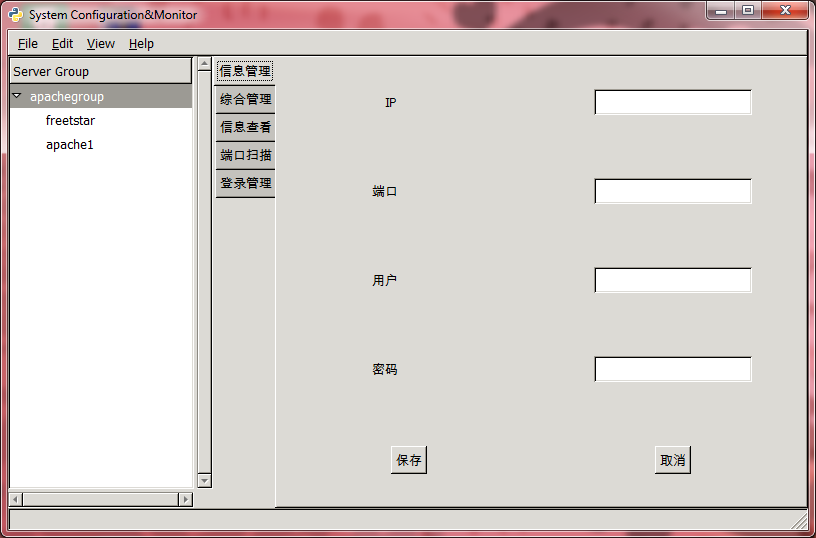 System Configuration&Monitor
File Eedit View Help
Server Group
apachegroup
freetstar
apache1
信息管理
综合管理
信息查看
端口扫描
登录管理
IP
端口
用户
密码
保存 取消